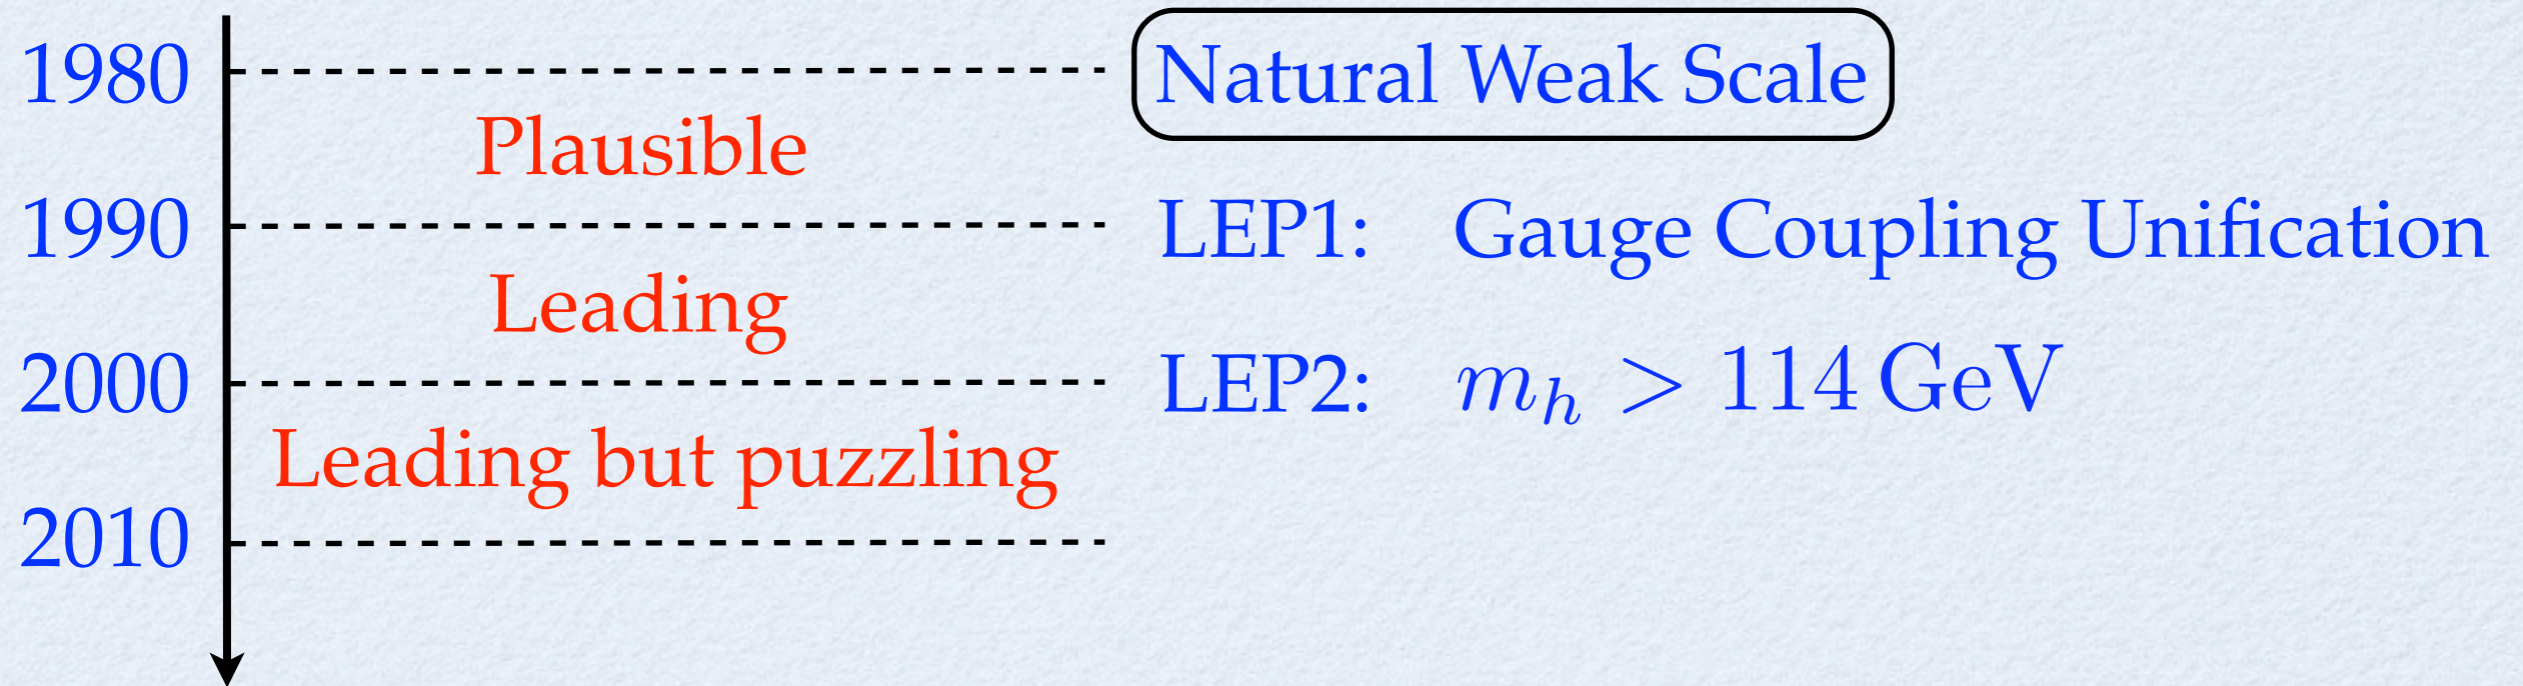 1980 Natural Weak Scale
Plausible
1990 LEP1: Gauge Coupling Unification
Leading
2000 LEP2: m_h > 114 GeV
Leading but puzzling
2010